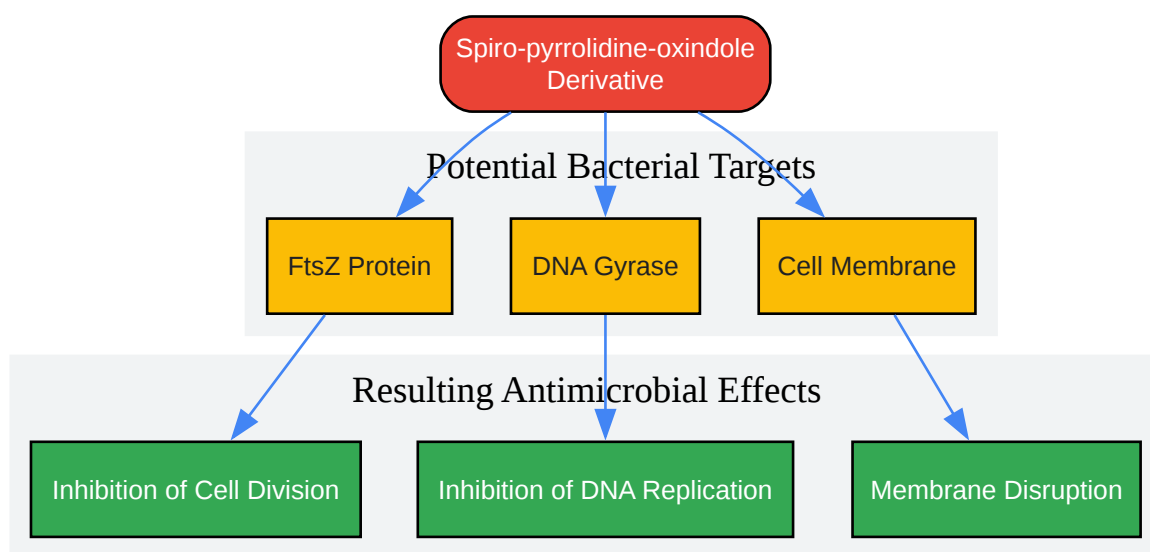 Spiro-pyrrolidine-oxindole
Derivative
Potential Bacterial Targets
FtsZ Protein
DNA Gyrase
Cell Membrane
Resulting Antimicrobial Effects
Inhibition of Cell Division
Inhibition of DNA Replication
Membrane Disruption